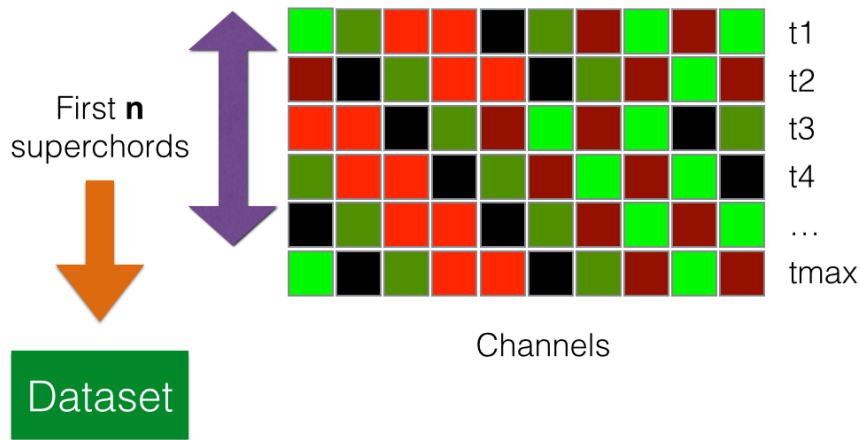 First n
superchords
t1
t2
t3
t4
...
tmax
Channels
Dataset